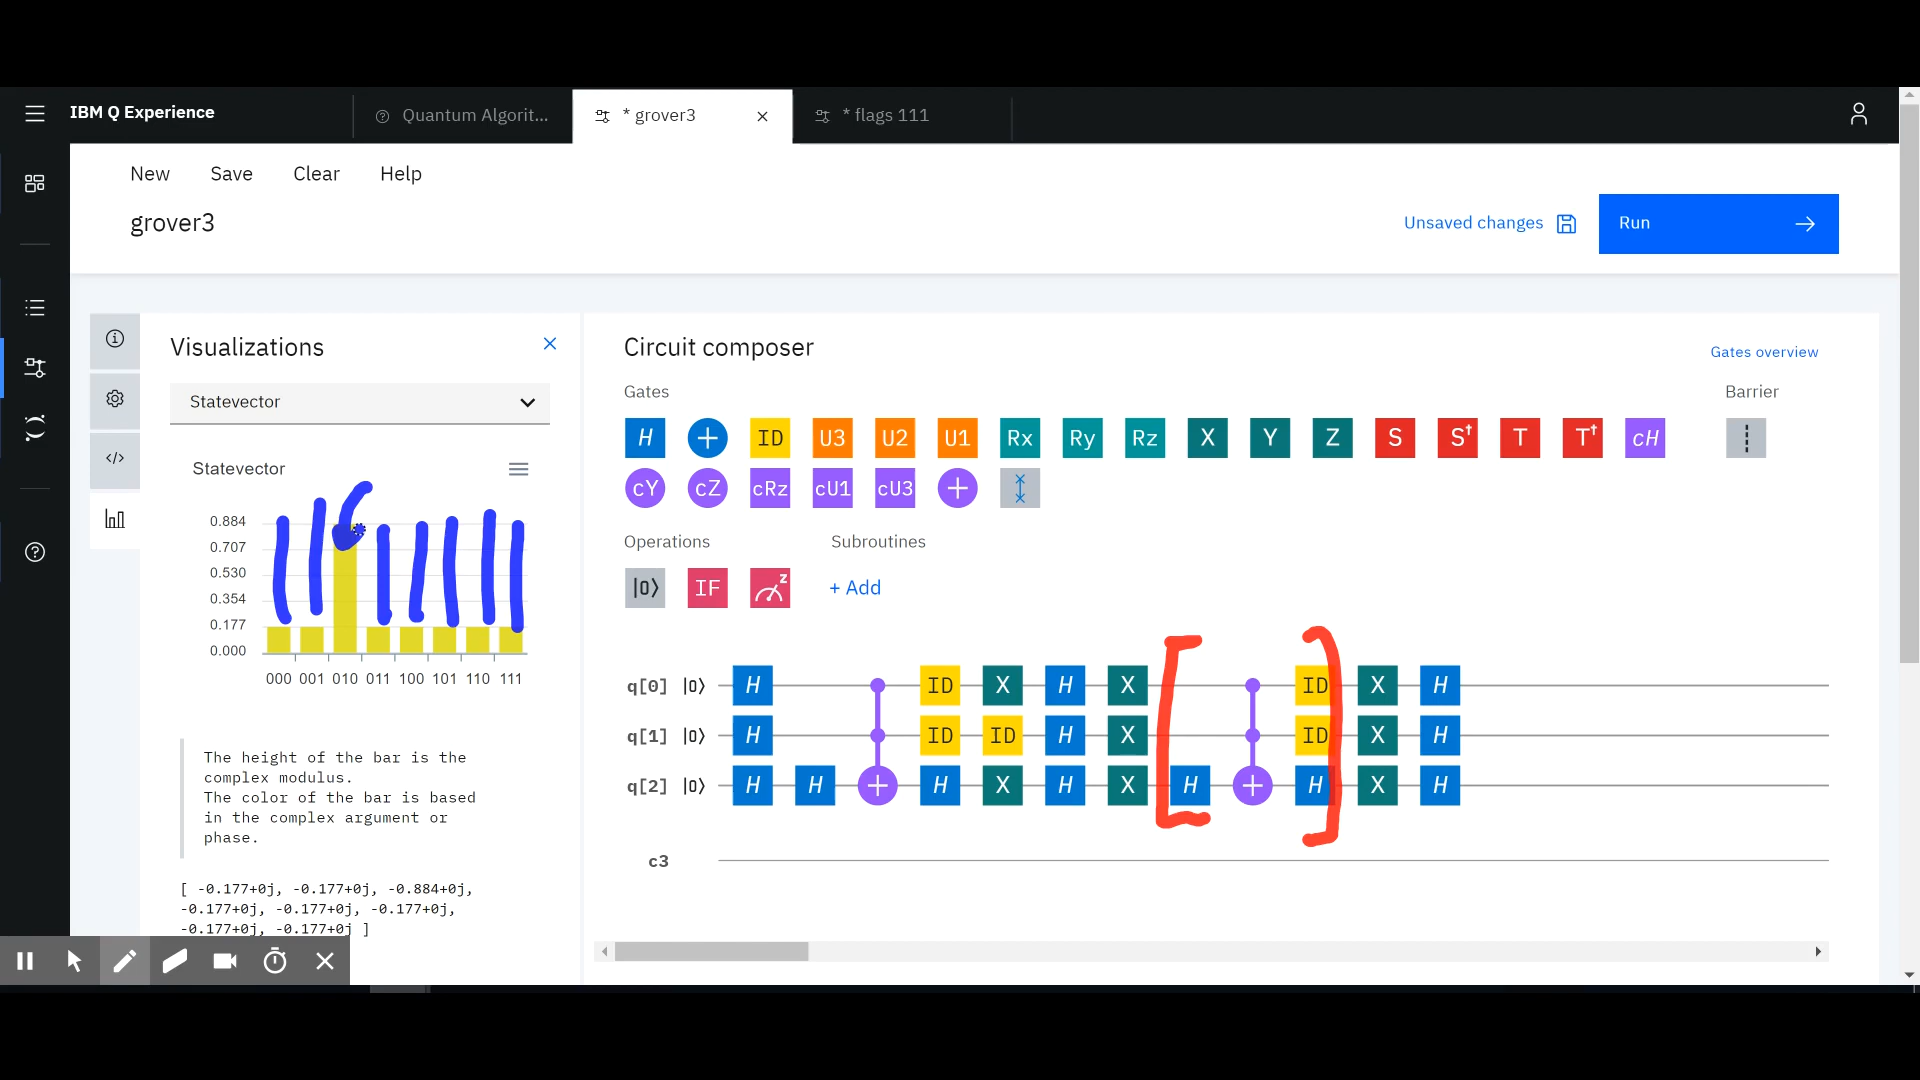 IBM Q Experience
Quantum Algorit...
* grover3
* flags 111
New Save Clear Help
grover3
Unsaved changes
Run
Visualizations
Statevector
Statevector
0.884
0.707
0.530
0.354
0.177
0.000
000 001 010 011 100 101 110 111
The height of the bar is the
complex modulus.
The color of the bar is based
in the complex argument or
phase.
[ -0.177+0j, -0.177+0j, -0.884+0j,
-0.177+0j, -0.177+0j, -0.177+0j,
-0.177+0j, -0.177+0j ]
Circuit composer
Gates overview
Gates
Barrier
H + ID U3 U2 U1 Rx Ry Rz X Y Z S S† T T† cH
cY cZ cRz cU1 cU3 +
Operations
Subroutines
|0⟩ IF z
+ Add
q[0] |0⟩ H ID X H X ID X H
q[1] |0⟩ H ID ID H X ID X H
q[2] |0⟩ H H + H X H X H + H X H
c3